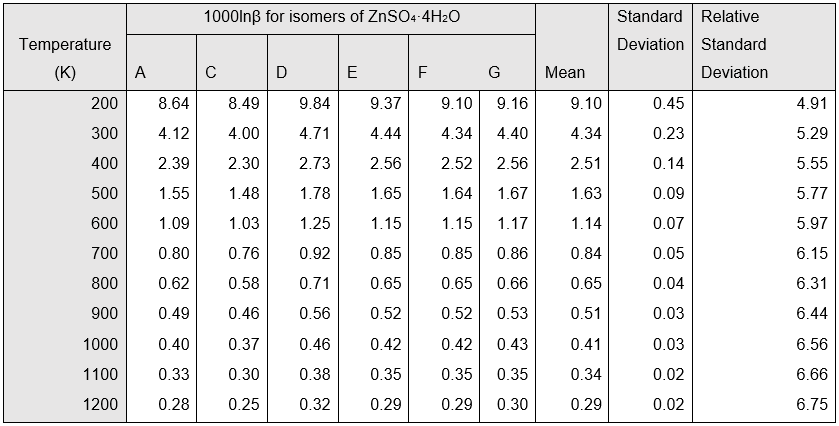 1000lnβ for isomers of ZnSO₄·4H₂O Standard Relative
Temperature Deviation Standard
(K) A C D E F G Mean Deviation
200 8.64 8.49 9.84 9.37 9.10 9.16 9.10 0.45 4.91
300 4.12 4.00 4.71 4.44 4.34 4.40 4.34 0.23 5.29
400 2.39 2.30 2.73 2.56 2.52 2.56 2.51 0.14 5.55
500 1.55 1.48 1.78 1.65 1.64 1.67 1.63 0.09 5.77
600 1.09 1.03 1.25 1.15 1.15 1.17 1.14 0.07 5.97
700 0.80 0.76 0.92 0.85 0.85 0.86 0.84 0.05 6.15
800 0.62 0.58 0.71 0.65 0.65 0.66 0.65 0.04 6.31
900 0.49 0.46 0.56 0.52 0.52 0.53 0.51 0.03 6.44
1000 0.40 0.37 0.46 0.42 0.42 0.43 0.41 0.03 6.56
1100 0.33 0.30 0.38 0.35 0.35 0.35 0.34 0.02 6.66
1200 0.28 0.25 0.32 0.29 0.29 0.30 0.29 0.02 6.75